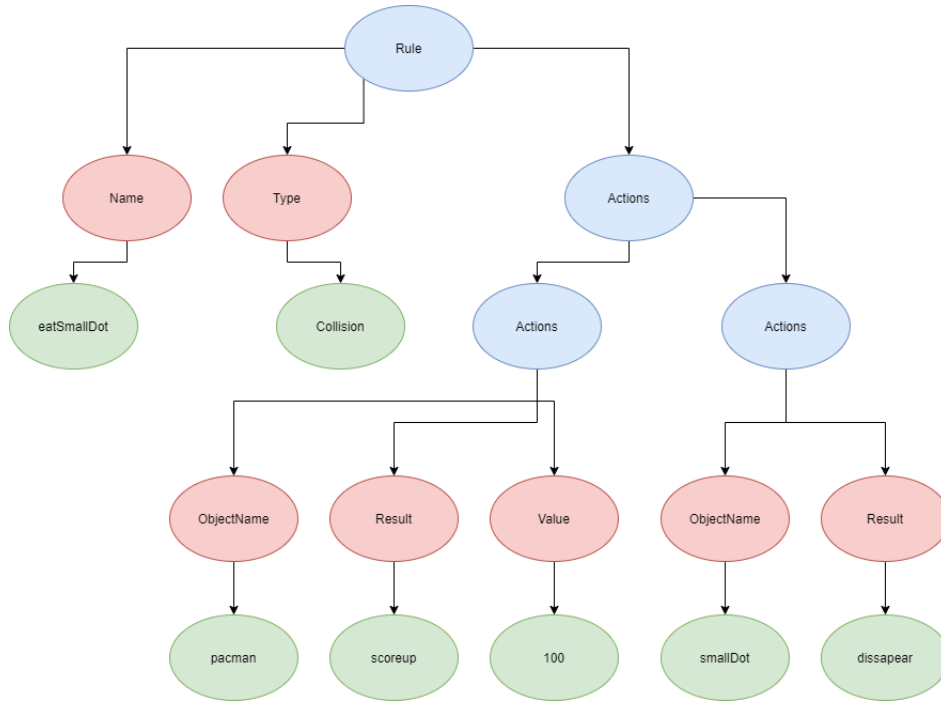 Rule
Name
Type
Actions
eatSmallDot
Collision
Actions
Actions
ObjectName
Result
Value
ObjectName
Result
pacman
scoreup
100
smallDot
dissapear